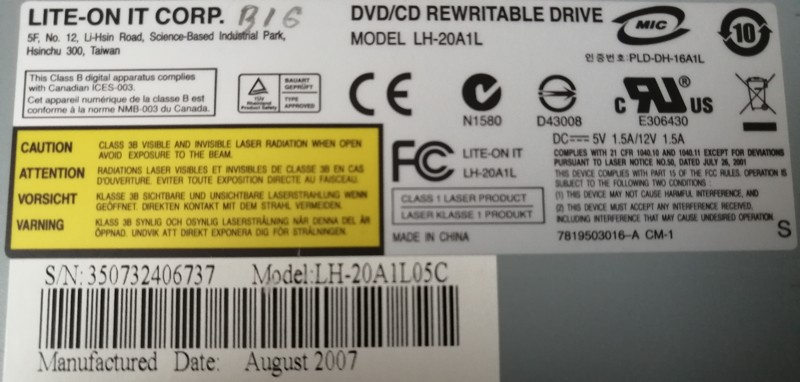 LITE-ON IT CORP. B16
5F, No. 12, Li-Hsin Road, Science-Based Industrial Park,
Hsinchu 300, Taiwan
DVD/CD REWRITABLE DRIVE
MODEL LH-20A1L
MIC
10
인증번호:PLD-DH-16A1L
This Class B digital apparatus complies
with Canadian ICES-003.
Cet appareil numérique de la classe B est
conforme à la norme NMB-003 du Canada.
TÜV
Rheinland
Product Safety
BAUART
GEPRÜFT
TYPE
APPROVED
CE
N1580
D43008
c RU ® US
E306430
DC 5V 1.5A/12V 1.5A
CAUTION
CLASS 3B VISIBLE AND INVISIBLE LASER RADIATION WHEN OPEN
AVOID EXPOSURE TO THE BEAM.
ATTENTION
RADIATIONS LASER VISIBLES ET INVISIBLES DE CLASSE 3B EN CAS
D'OUVERTURE. EVITER TOUTE EXPOSITION DIRECTE AU FAISCEAU.
VORSICHT
KLASSE 3B SICHTBARE UND UNSICHTBARE LASERSTRAHLUNG WENN
GEÖFFNET. DIREKTEN KONTAKT MIT DEM STRAHL VERMEIDEN.
VARNING
KLASS 3B SYNLIG OCH OSYNLIG LASERSTRÅLNING NÄR DENNA DEL ÄR
ÖPPNAD. UNDVIK ATT DIREKT EXPONERA DIG FÖR STRÅLNINGEN.
FC
LITE-ON IT
LH-20A1L
CLASS 1 LASER PRODUCT
LASER KLASSE 1 PRODUKT
MADE IN CHINA
COMPLIES WITH 21 CFR 1040.10 AND 1040.11 EXCEPT FOR DEVIATIONS
PURSUANT TO LASER NOTICE NO.50, DATED JULY 26, 2001
THIS DEVICE COMPLIES WITH PART 15 OF THE FCC RULES. OPERATION IS
SUBJECT TO THE FOLLOWING TWO CONDITIONS :
(1) THIS DEVICE MAY NOT CAUSE HARMFUL INTERFERENCE, AND
(2) THIS DEVICE MUST ACCEPT ANY INTERFERENCE RECEIVED,
INCLUDING INTERFERENCE THAT MAY CAUSE UNDESIRED OPERATION.
7819503016-A CM-1
S
S/N:350732406737 Model:LH-20A1L05C
Manufactured Date: August 2007